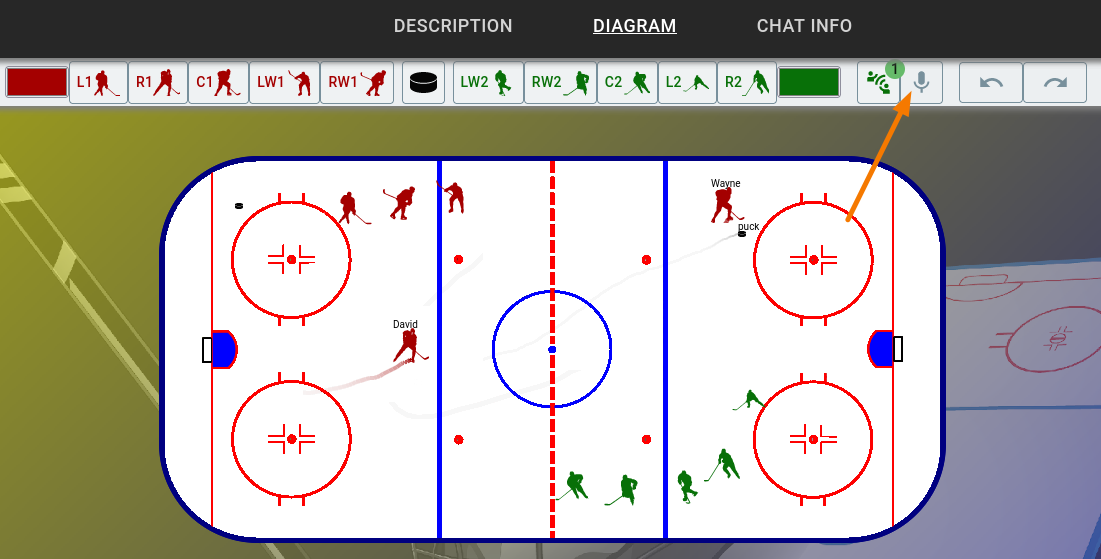 DESCRIPTION DIAGRAM CHAT INFO
L1 R1 C1 LW1 RW1 LW2 RW2 C2 L2 R2 1
Wayne
puck
David